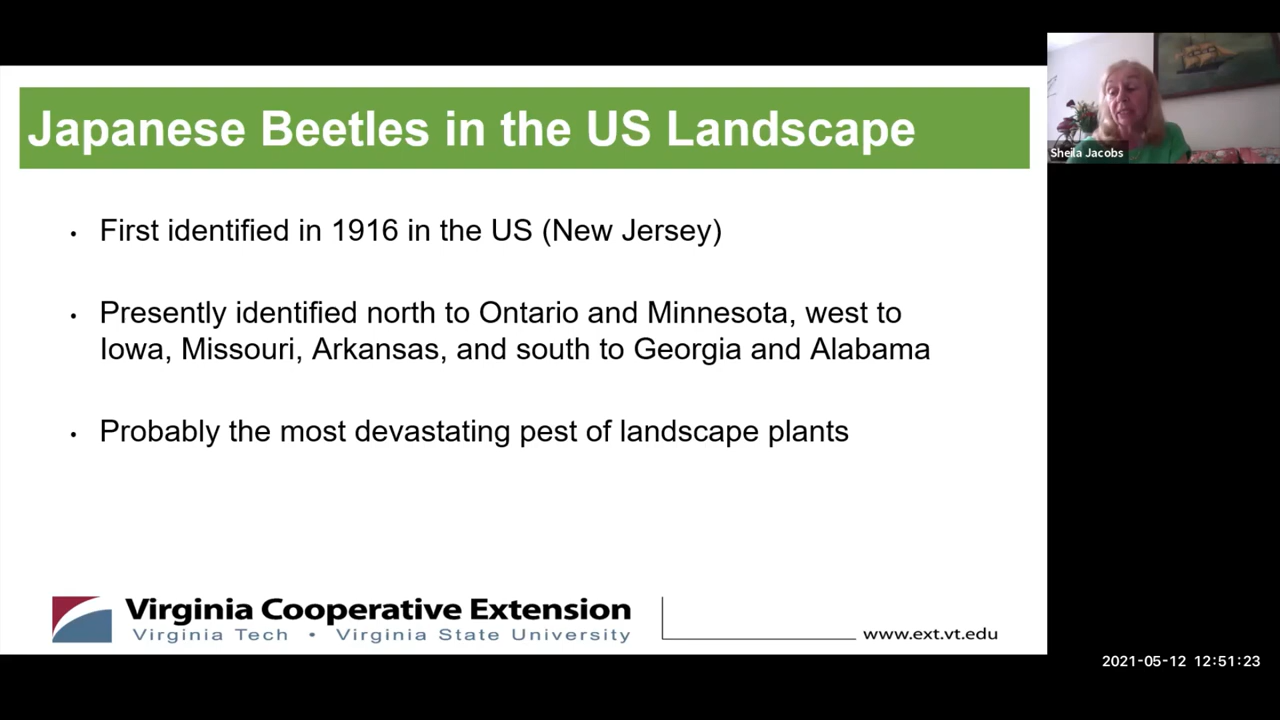 Japanese Beetles in the US Landscape
Sheila Jacobs
• First identified in 1916 in the US (New Jersey)
• Presently identified north to Ontario and Minnesota, west to
Iowa, Missouri, Arkansas, and south to Georgia and Alabama
• Probably the most devastating pest of landscape plants
Virginia Cooperative Extension
Virginia Tech • Virginia State University
www.ext.vt.edu
2021-05-12 12:51:23